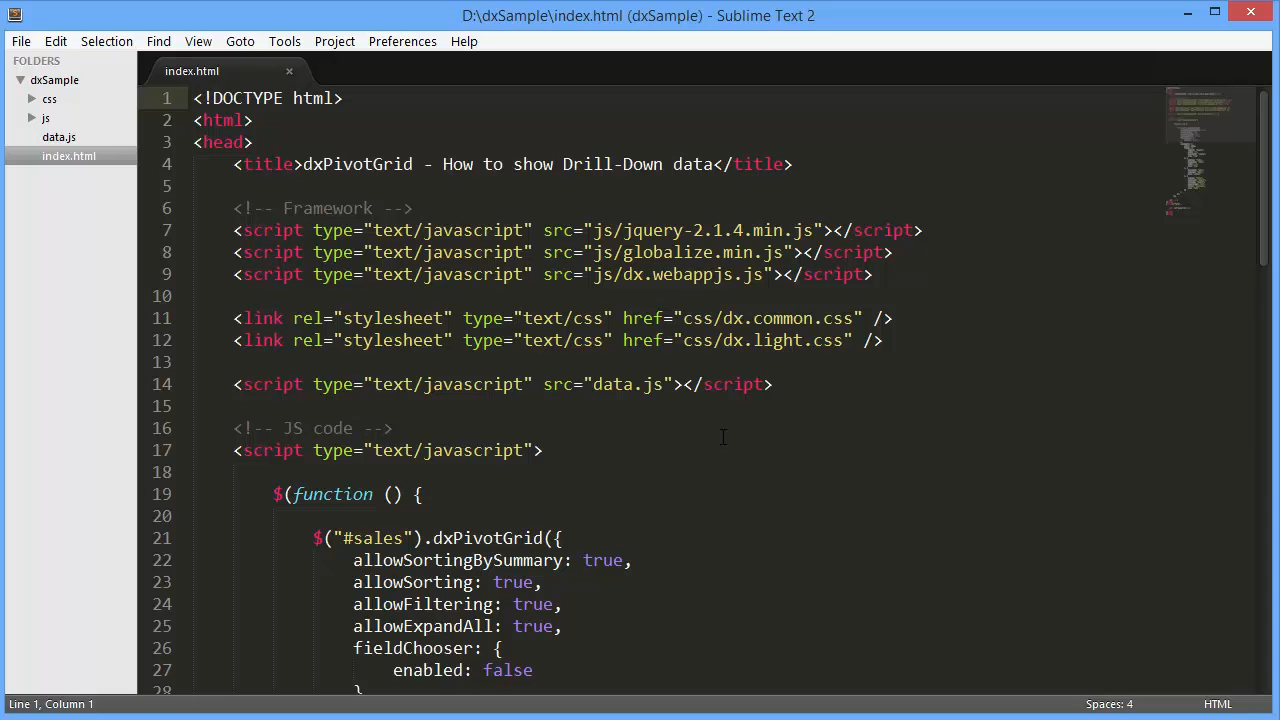 D:\dxSample\index.html (dxSample) - Sublime Text 2
File Edit Selection Find View Goto Tools Project Preferences Help
FOLDERS
dxSample
css
js
data.js
index.html
index.html
1 <!DOCTYPE html>
2 <html>
3 <head>
4 <title>dxPivotGrid - How to show Drill-Down data</title>
5
6 <!-- Framework -->
7 <script type="text/javascript" src="js/jquery-2.1.4.min.js"></script>
8 <script type="text/javascript" src="js/globalize.min.js"></script>
9 <script type="text/javascript" src="js/dx.webappjs.js"></script>
10
11 <link rel="stylesheet" type="text/css" href="css/dx.common.css" />
12 <link rel="stylesheet" type="text/css" href="css/dx.light.css" />
13
14 <script type="text/javascript" src="data.js"></script>
15
16 <!-- JS code -->
17 <script type="text/javascript">
18
19 $(function () {
20
21 $("#sales").dxPivotGrid({
22 allowSortingBySummary: true,
23 allowSorting: true,
24 allowFiltering: true,
25 allowExpandAll: true,
26 fieldChooser: {
27 enabled: false
28 }
Line 1, Column 1 Spaces: 4 HTML